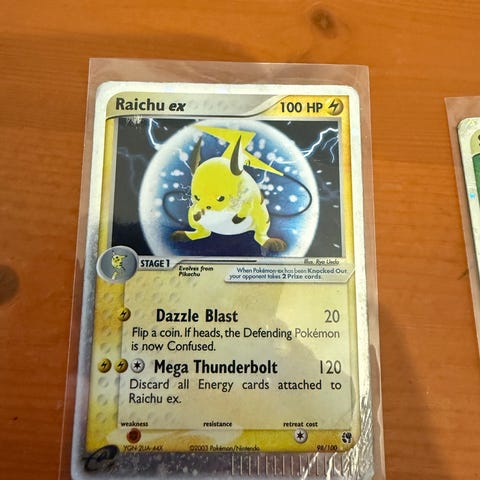 Raichu ex 100 HP
Illus. Ryo Ueda
STAGE 1 Evolves from Pikachu
When Pokémon-ex has been Knocked Out, your opponent takes 2 Prize cards.
Dazzle Blast 20
Flip a coin. If heads, the Defending Pokémon
is now Confused.
Mega Thunderbolt 120
Discard all Energy cards attached to
Raichu ex.
weakness resistance retreat cost
YGN-2UA-44X ©2003 Pokémon/Nintendo 98/100